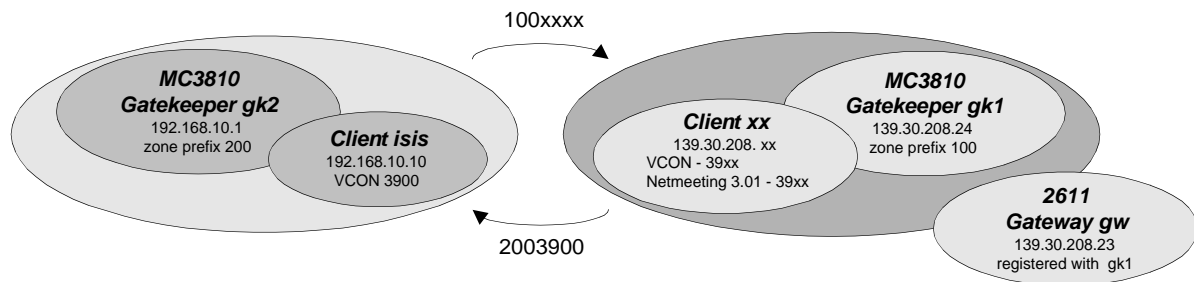 100xxxx
MC3810
Gatekeeper gk2
192.168.10.1
zone prefix 200
Client isis
192.168.10.10
VCON 3900
MC3810
Gatekeeper gk1
139.30.208.24
zone prefix 100
Client xx
139.30.208. xx
VCON - 39xx
Netmeeting 3.01 - 39xx
2611
Gateway gw
139.30.208.23
registered with gk1
2003900